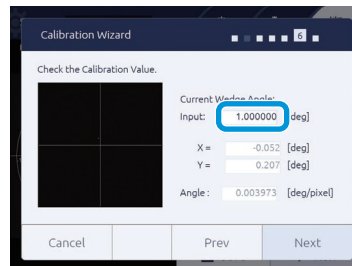 Calibration Wizard
6
Check the Calibration Value.
Current Wedge Angle:
Input: 1.000000 [deg]
X = -0.052 [deg]
Y = 0.207 [deg]
Angle : 0.003973 [deg/pixel]
Cancel Prev Next